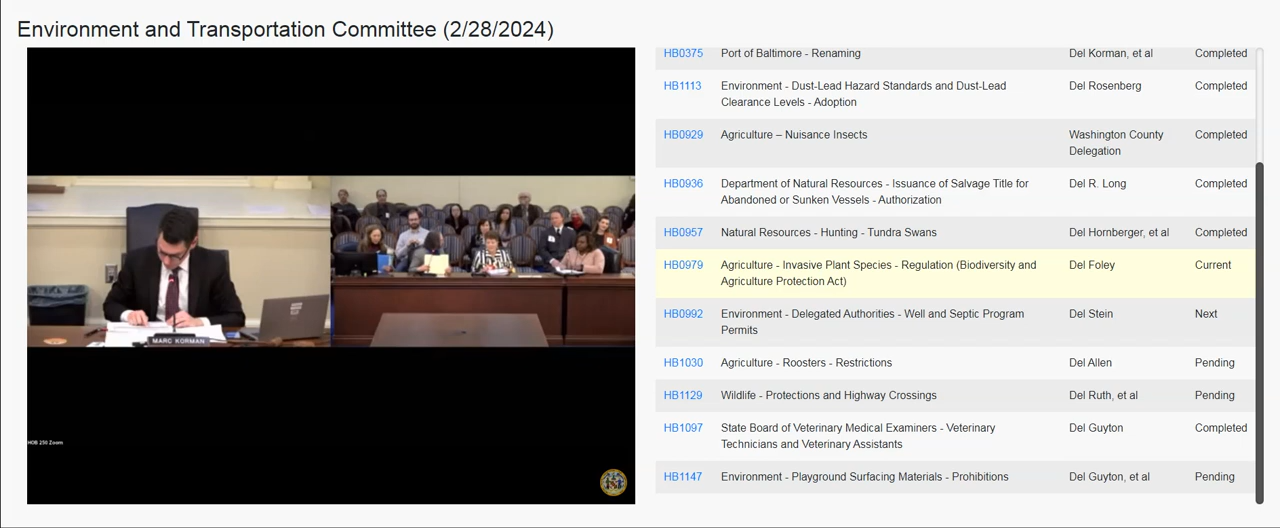 Environment and Transportation Committee (2/28/2024)
HB0375 Port of Baltimore - Renaming Del Korman, et al Completed
HB1113 Environment - Dust-Lead Hazard Standards and Dust-Lead Del Rosenberg Completed
Clearance Levels - Adoption
HB0929 Agriculture – Nuisance Insects Washington County Completed
Delegation
HB0936 Department of Natural Resources - Issuance of Salvage Title for Del R. Long Completed
Abandoned or Sunken Vessels - Authorization
HB0957 Natural Resources - Hunting - Tundra Swans Del Hornberger, et al Completed
HB0979 Agriculture - Invasive Plant Species - Regulation (Biodiversity and Del Foley Current
Agriculture Protection Act)
HB0992 Environment - Delegated Authorities - Well and Septic Program Del Stein Next
Permits
HB1030 Agriculture - Roosters - Restrictions Del Allen Pending
HB1129 Wildlife - Protections and Highway Crossings Del Ruth, et al Pending
HB1097 State Board of Veterinary Medical Examiners - Veterinary Del Guyton Completed
Technicians and Veterinary Assistants
HB1147 Environment - Playground Surfacing Materials - Prohibitions Del Guyton, et al Pending
MARC KORMAN
HOB 250 Zoom